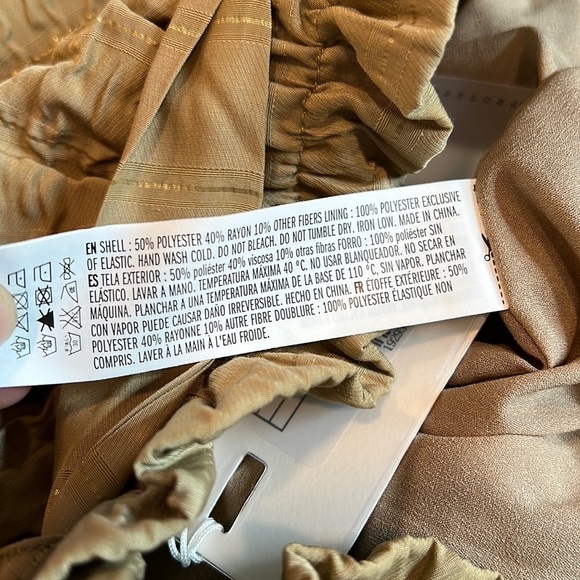 EN SHELL : 50% POLYESTER 40% RAYON 10% OTHER FIBERS LINING : 100% POLYESTER EXCLUSIVE
OF ELASTIC. HAND WASH COLD. DO NOT BLEACH. DO NOT TUMBLE DRY. IRON LOW. MADE IN CHINA.
ES TELA EXTERIOR : 50% poliéster 40% viscosa 10% otras fibras FORRO : 100% poliéster SIN
ELÁSTICO. LAVAR A MANO. TEMPERATURA MÁXIMA 40 °C. NO USAR BLANQUEADOR. NO SECAR EN
MÁQUINA. PLANCHAR A UNA TEMPERATURA MÁXIMA DE LA BASE DE 110 °C, SIN VAPOR. PLANCHAR
CON VAPOR PUEDE CAUSAR DAÑO IRREVERSIBLE. HECHO EN CHINA. FR ÉTOFFE EXTÉRIEURE : 50%
POLYESTER 40% RAYONNE 10% AUTRE FIBRE DOUBLURE : 100% POLYESTER ÉLASTIQUE NON
COMPRIS. LAVER À LA MAIN À L'EAU FROIDE.